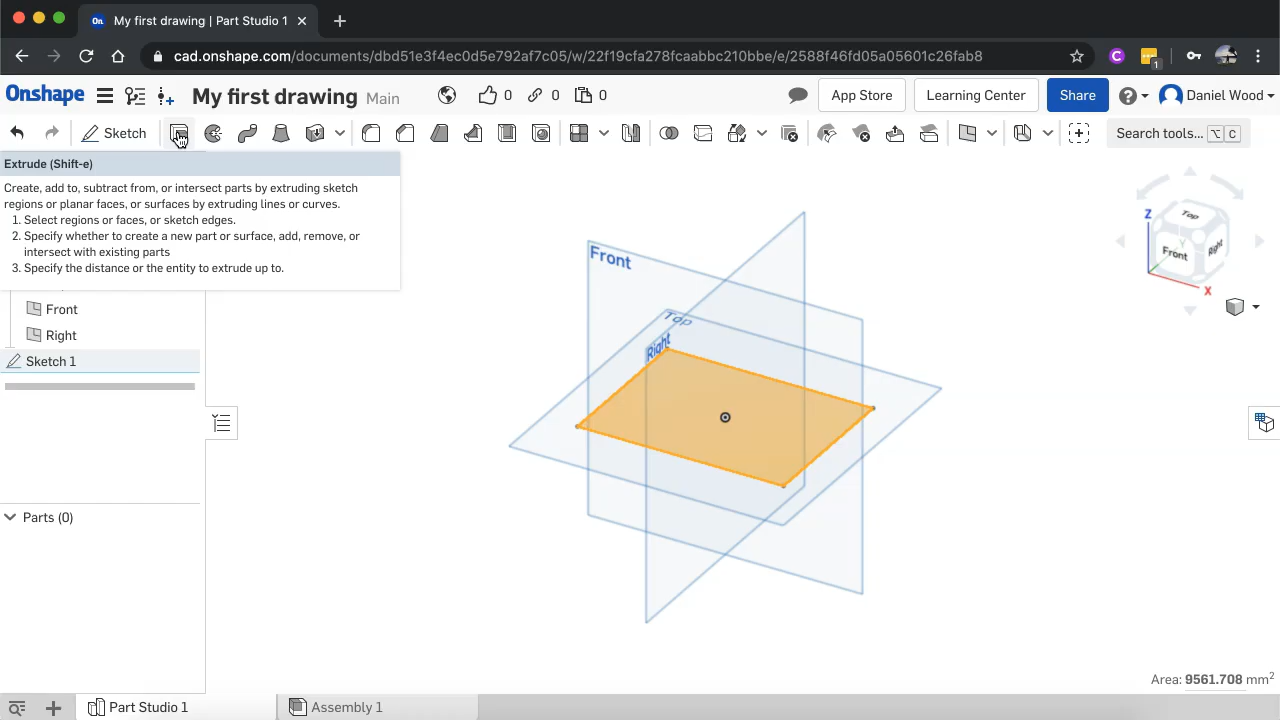 On My first drawing | Part Studio 1
cad.onshape.com/documents/dbd51e3f4ec0d5e792af7c05/w/22f19cfa278fcaabbc210bbe/e/2588f46fd05a05601c26fab8
C 1
Onshape My first drawing Main 0 0 0 App Store Learning Center Share Daniel Wood
Sketch Search tools... C
Extrude (Shift-e)
Create, add to, subtract from, or intersect parts by extruding sketch
regions or planar faces, or surfaces by extruding lines or curves.
1. Select regions or faces, or sketch edges.
2. Specify whether to create a new part or surface, add, remove, or
intersect with existing parts
3. Specify the distance or the entity to extrude up to.
Front
Right
Sketch 1
Parts (0)
Front
Top
Right
Z
Top
Y
Front
Right
X
Area: 9561.708 mm²
Part Studio 1
Assembly 1